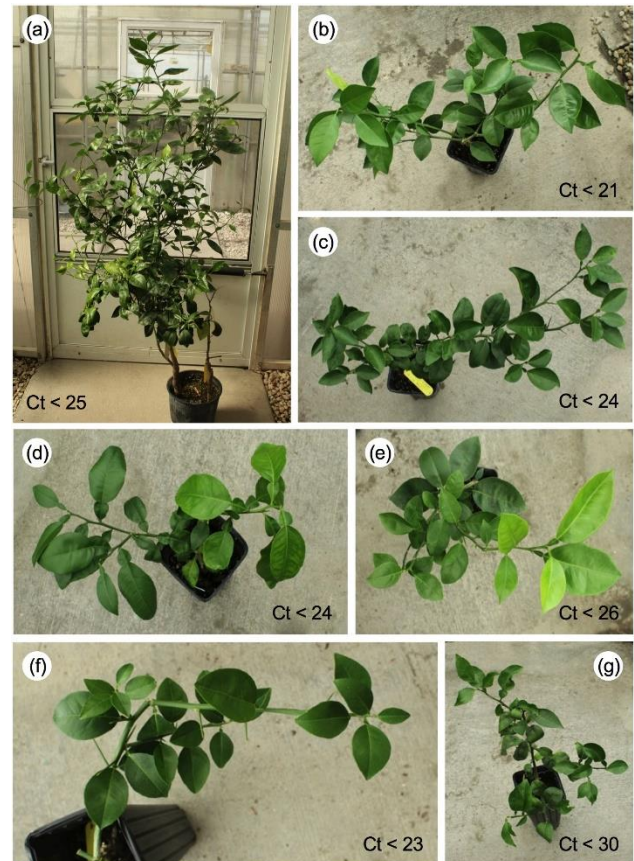 (a)
Ct < 25
(b)
Ct < 21
(c)
Ct < 24
(d)
Ct < 24
(e)
Ct < 26
(f)
Ct < 23
(g)
Ct < 30